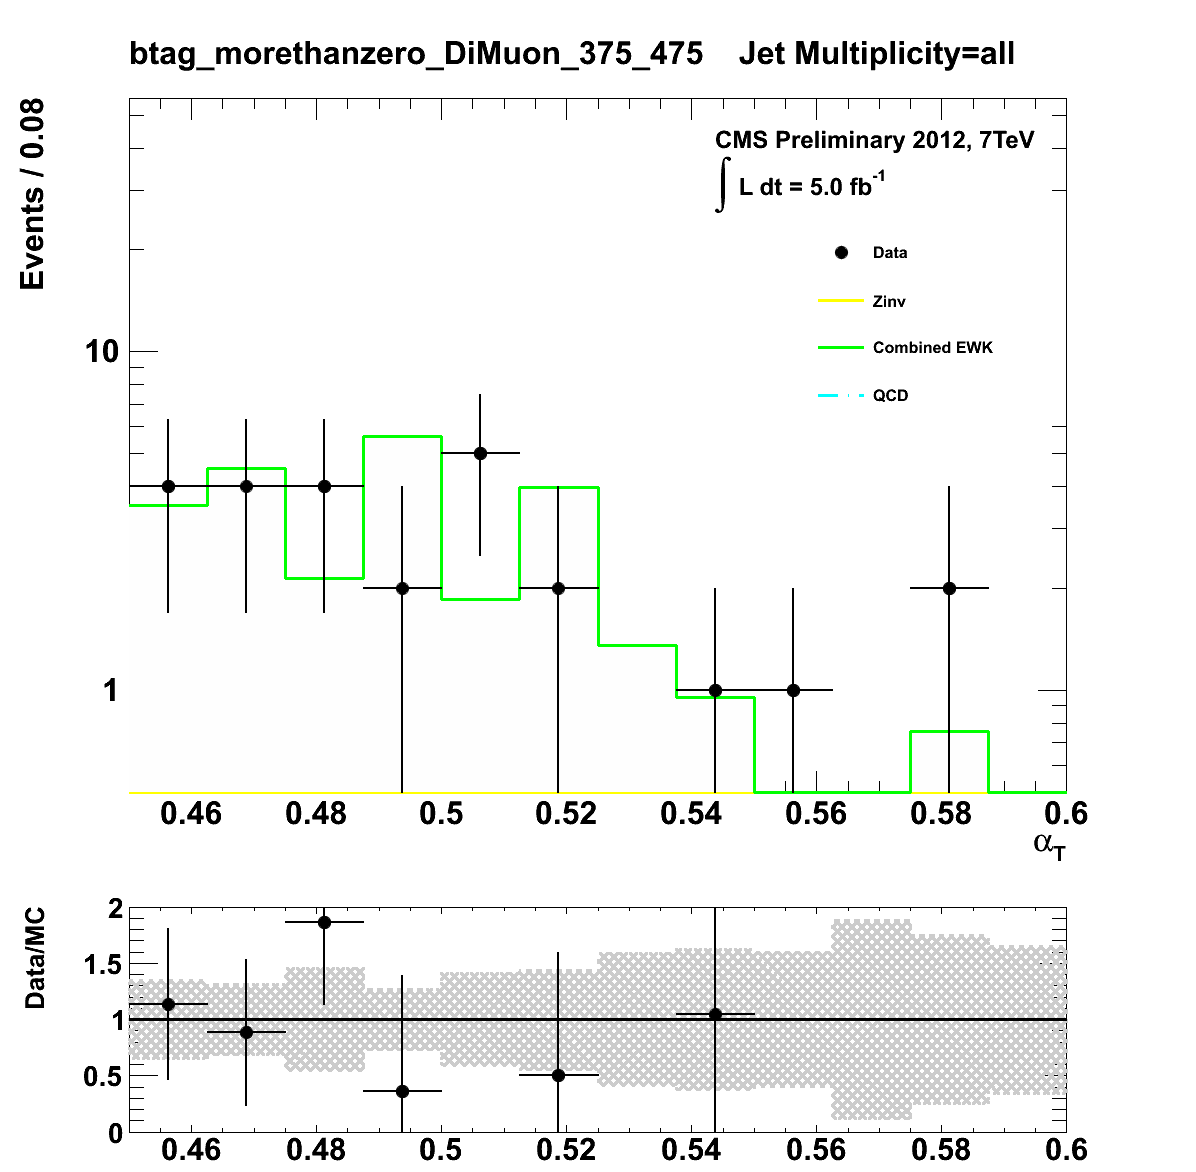 btag_morethanzero_DiMuon_375_475    Jet Multiplicity=all
Events / 0.08
CMS Preliminary 2012, 7TeV
∫ L dt = 5.0 fb-1
Data
Zinv
Combined EWK
QCD
10
1
0.46 0.48 0.5 0.52 0.54 0.56 0.58 0.6
αT
Data/MC
2
1.5
1
0.5
0
0.46 0.48 0.5 0.52 0.54 0.56 0.58 0.6